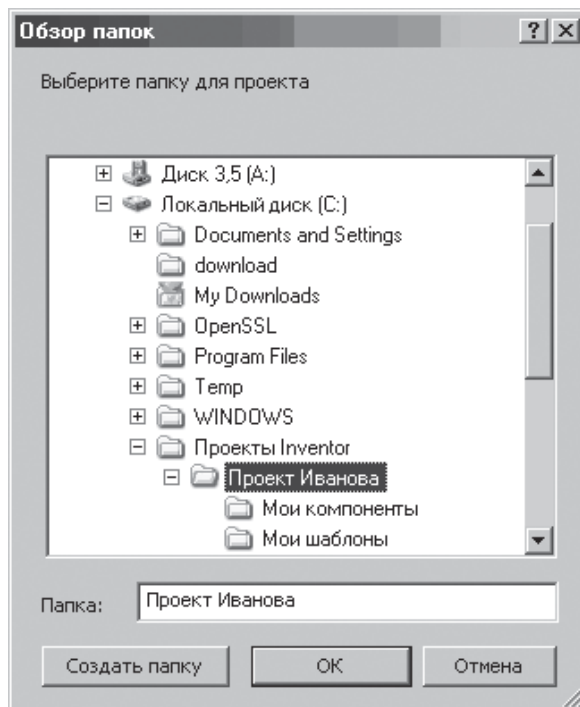 Обзор папок
Выберите папку для проекта
Диск 3,5 (A:)
Локальный диск (C:)
Documents and Settings
download
My Downloads
OpenSSL
Program Files
Temp
WINDOWS
Проекты Inventor
Проект Иванова
Мои компоненты
Мои шаблоны
Папка: Проект Иванова
Создать папку OK Отмена